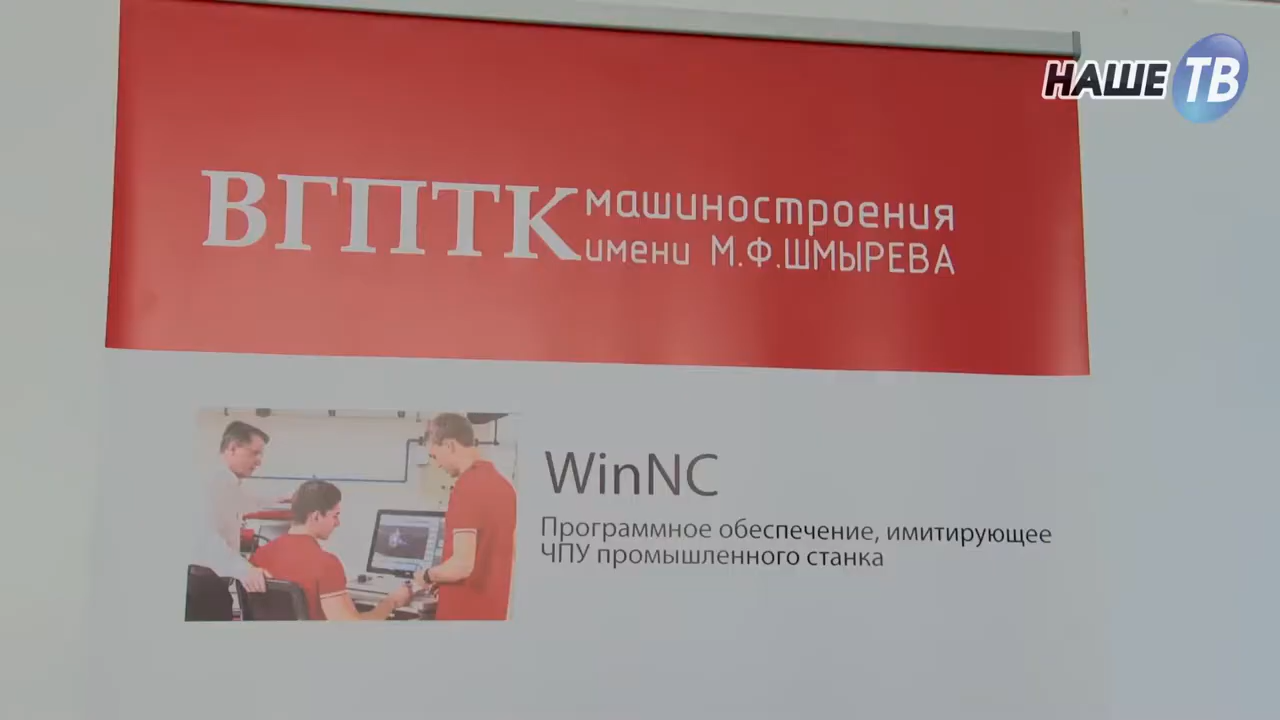 НАШЕ ТВ
ВГПТК машиностроения
имени М.Ф.ШМЫРЕВА
WinNC
Программное обеспечение, имитирующее
ЧПУ промышленного станка